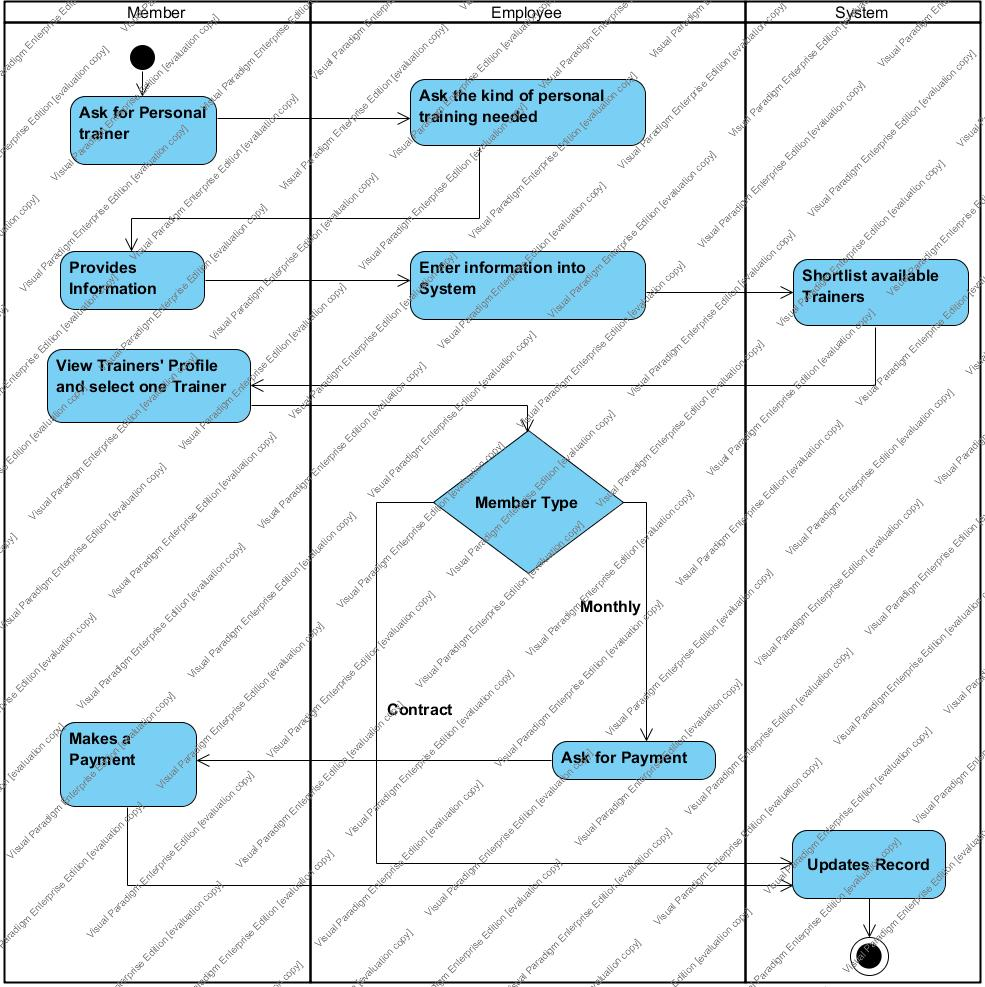 Member
Employee
System
Ask for Personal
trainer
Ask the kind of personal
training needed
Provides
Information
Enter information into
System
Shortlist available
Trainers
View Trainers' Profile
and select one Trainer
Member Type
Monthly
Contract
Makes a
Payment
Ask for Payment
Updates Record
Visual Paradigm Enterprise Edition [evaluation copy]